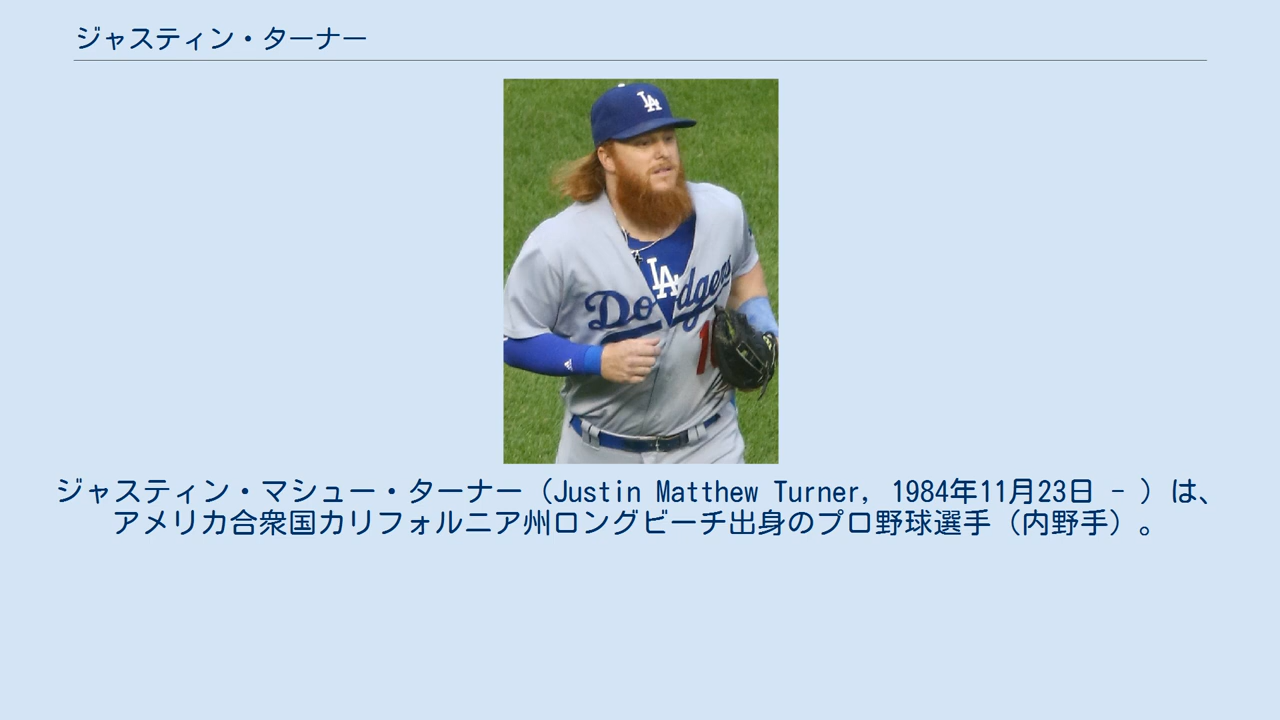 ジャスティン・ターナー
LA
LA
Dodgers
ジャスティン・マシュー・ターナー（Justin Matthew Turner, 1984年11月23日 - ）は、
アメリカ合衆国カリフォルニア州ロングビーチ出身のプロ野球選手（内野手）。